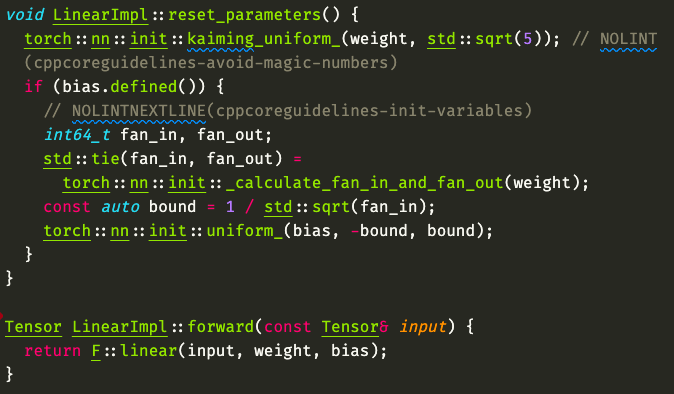 void LinearImpl::reset_parameters() {
  torch::nn::init::kaiming_uniform_(weight, std::sqrt(5)); // NOLINT
  (cppcoreguidelines-avoid-magic-numbers)
  if (bias.defined()) {
    // NOLINTNEXTLINE(cppcoreguidelines-init-variables)
    int64_t fan_in, fan_out;
    std::tie(fan_in, fan_out) =
      torch::nn::init::_calculate_fan_in_and_fan_out(weight);
    const auto bound = 1 / std::sqrt(fan_in);
    torch::nn::init::uniform_(bias, -bound, bound);
  }
}

Tensor LinearImpl::forward(const Tensor& input) {
  return F::linear(input, weight, bias);
}